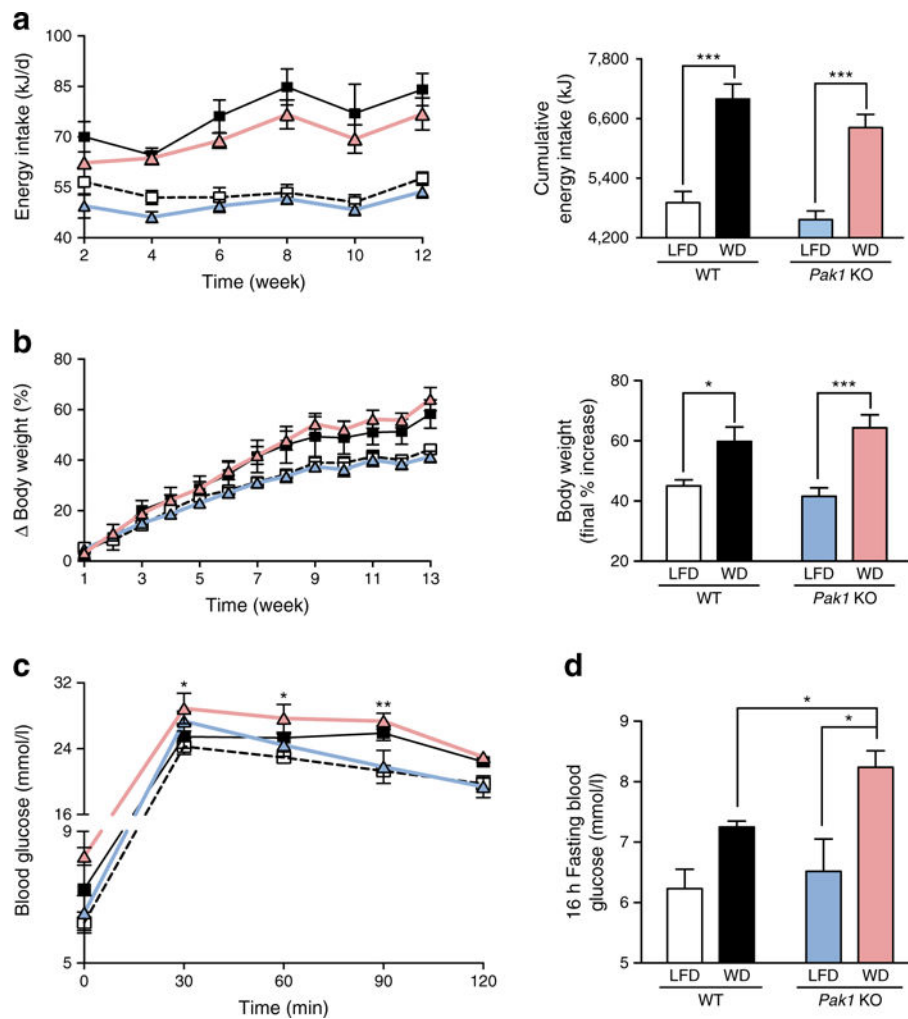 a
100
85
70
55
40
Energy intake (kJ/d)
2 4 6 8 10 12
Time (week)
7,800
6,600
5,400
4,200
Cumulative
energy intake (kJ)
*** ***
LFD WD LFD WD
WT Pak1 KO
b
80
60
40
20
0
Δ Body weight (%)
1 3 5 7 9 11 13
Time (week)
80
60
40
20
Body weight
(final % increase)
* ***
LFD WD LFD WD
WT Pak1 KO
c
32
24
16
9
5
Blood glucose (mmol/l)
* * **
0 30 60 90 120
Time (min)
d
9
8
7
6
5
16 h Fasting blood
glucose (mmol/l)
*
*
LFD WD LFD WD
WT Pak1 KO